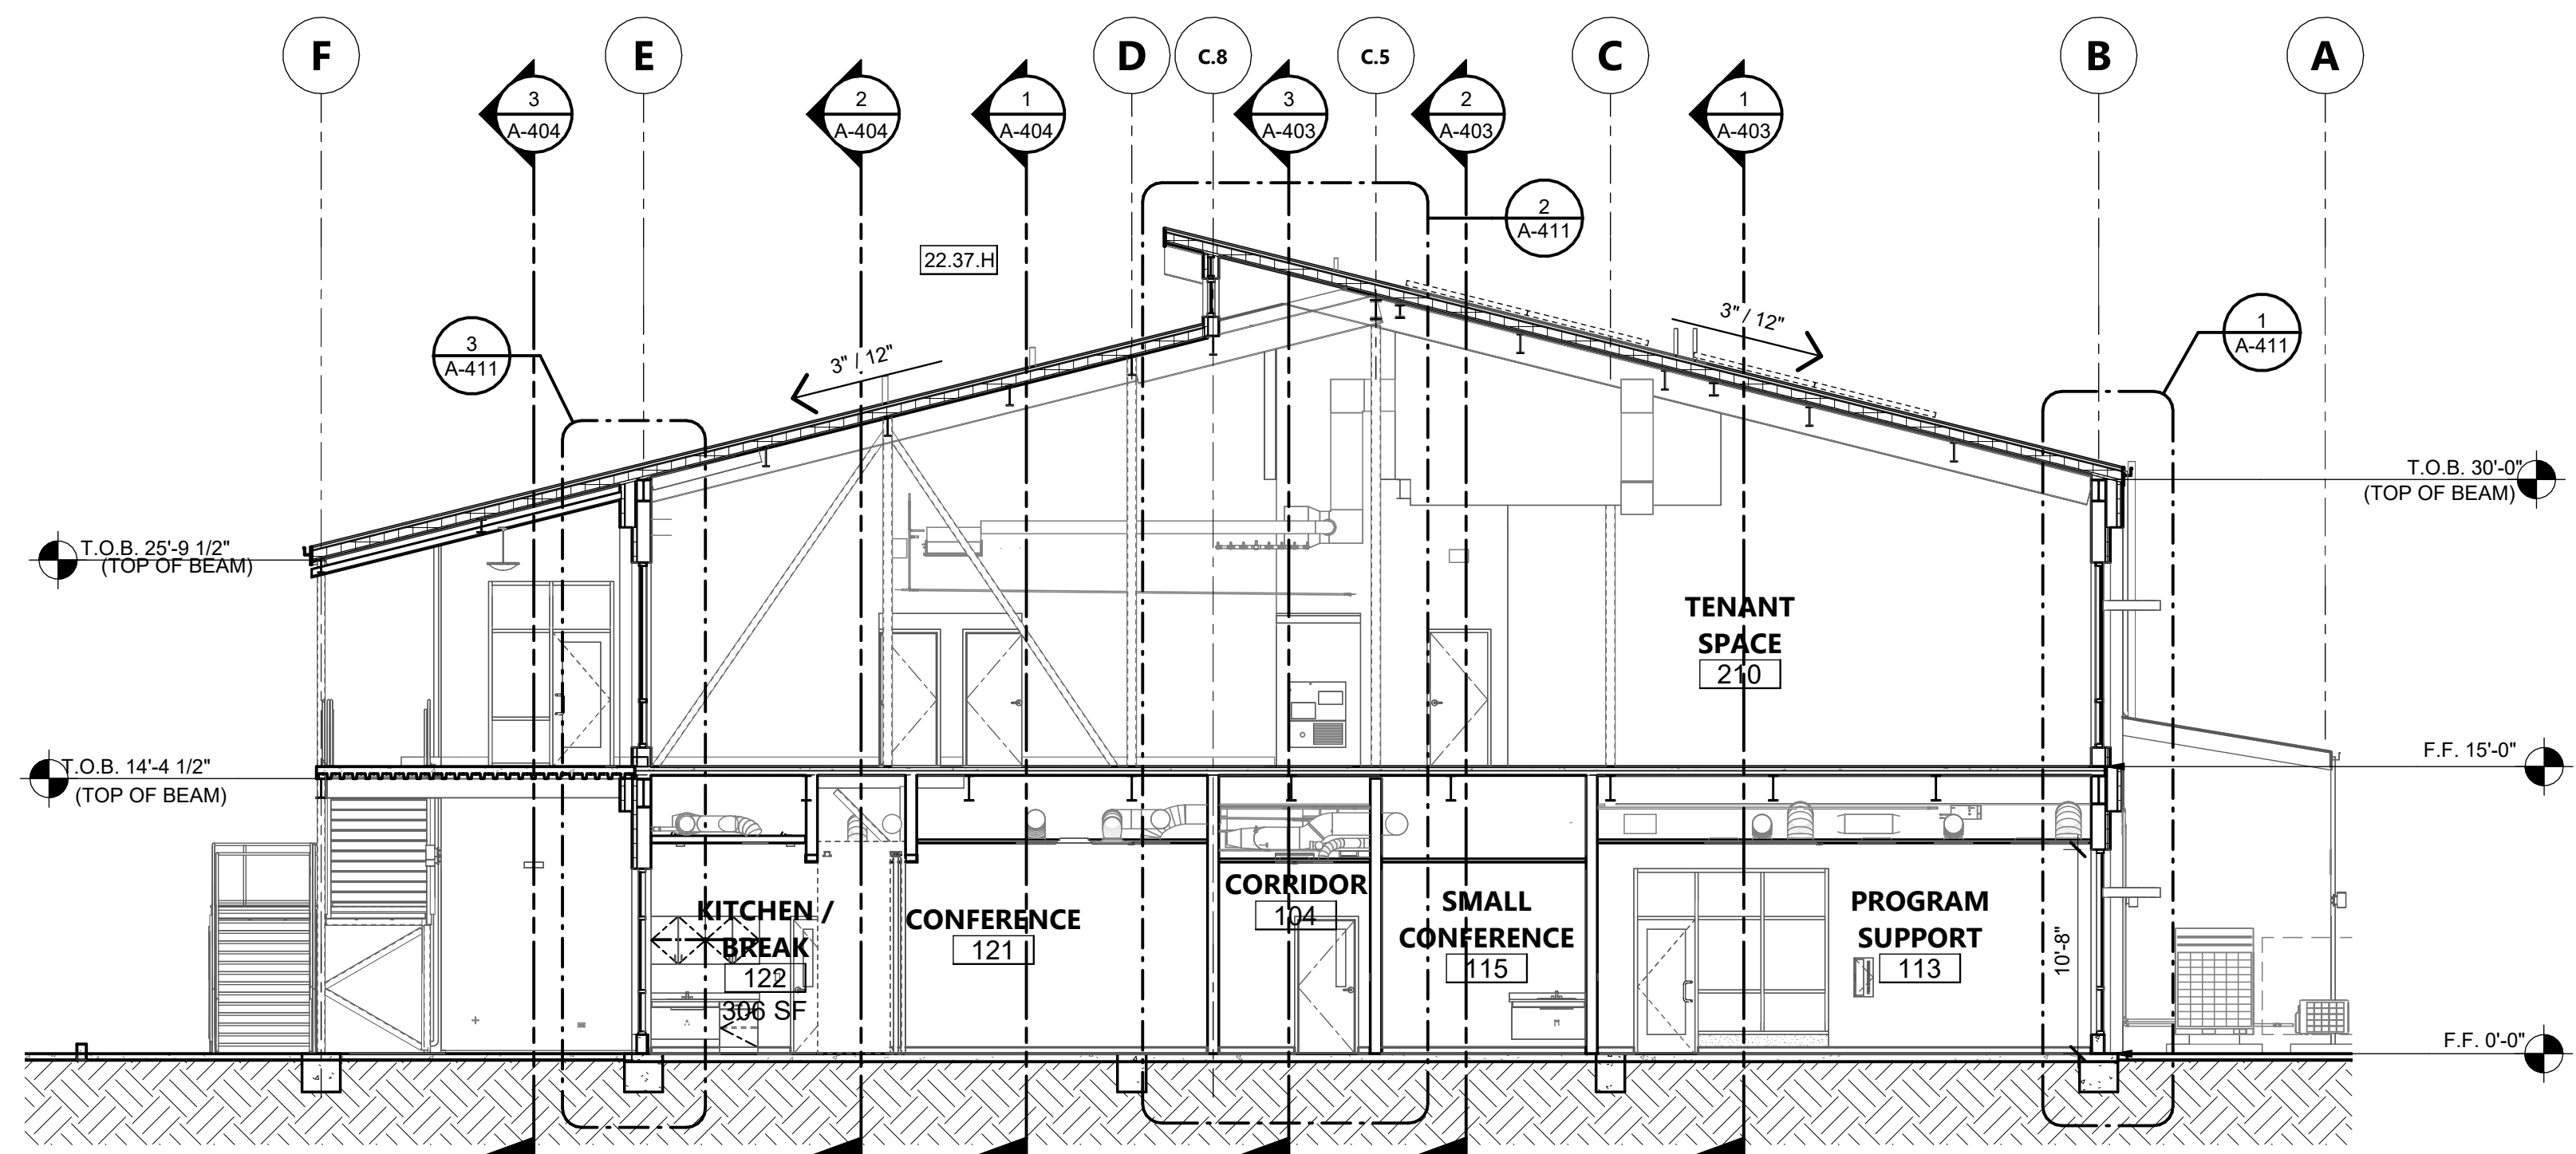 F
E
D
C.8
C.5
C
B
A
3
A-404
2
A-404
1
A-404
3
A-403
2
A-403
1
A-403
2
A-411
22.37.H
3" / 12"
1
A-411
3
A-411
3" / 12"
T.O.B. 30'-0"
(TOP OF BEAM)
T.O.B. 25'-9 1/2"
(TOP OF BEAM)
TENANT
SPACE
210
T.O.B. 14'-4 1/2"
(TOP OF BEAM)
F.F. 15'-0"
KITCHEN /
BREAK
122
306 SF
CONFERENCE
121
CORRIDOR
104
SMALL
CONFERENCE
115
PROGRAM
SUPPORT
113
10'-8"
F.F. 0'-0"